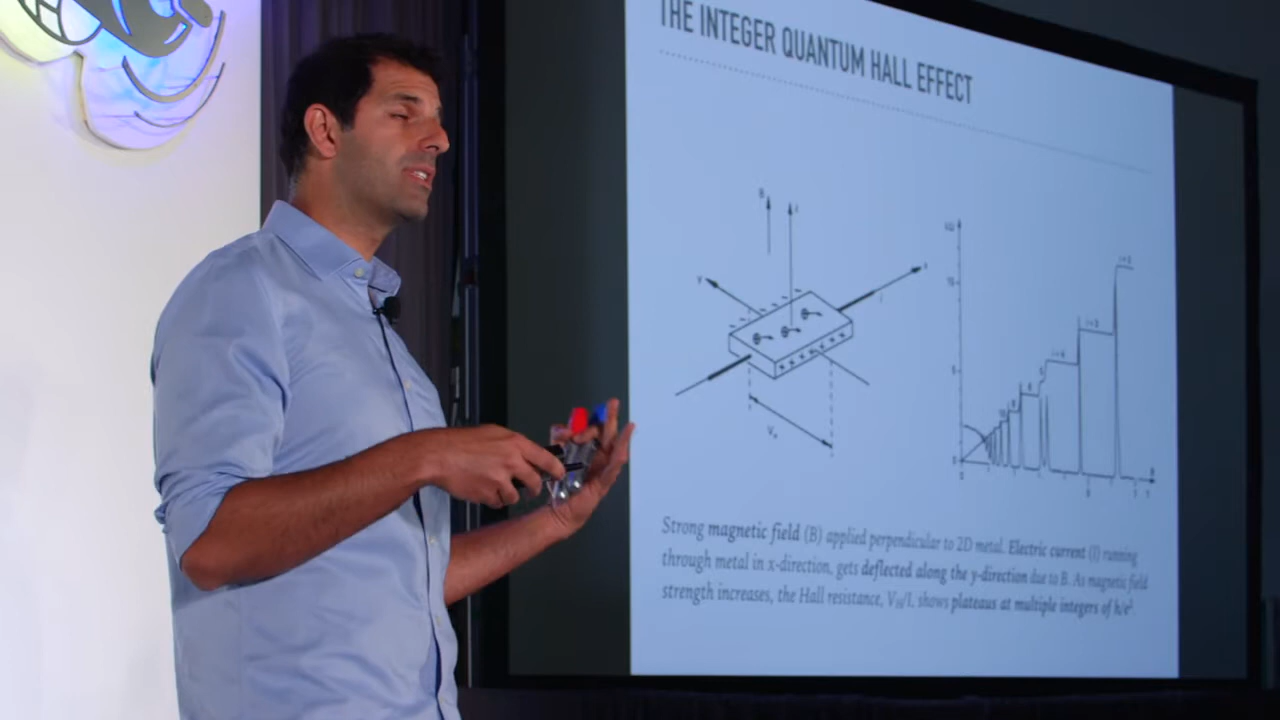 THE INTEGER QUANTUM HALL EFFECT
B
Strong magnetic field (B) applied perpendicular to 2D metal. Electric current (I) running
through metal in x-direction, gets deflected along the y-direction due to B. As magnetic field
strength increases, the Hall resistance, V_H/I, shows plateaus at multiple integers of h/e².